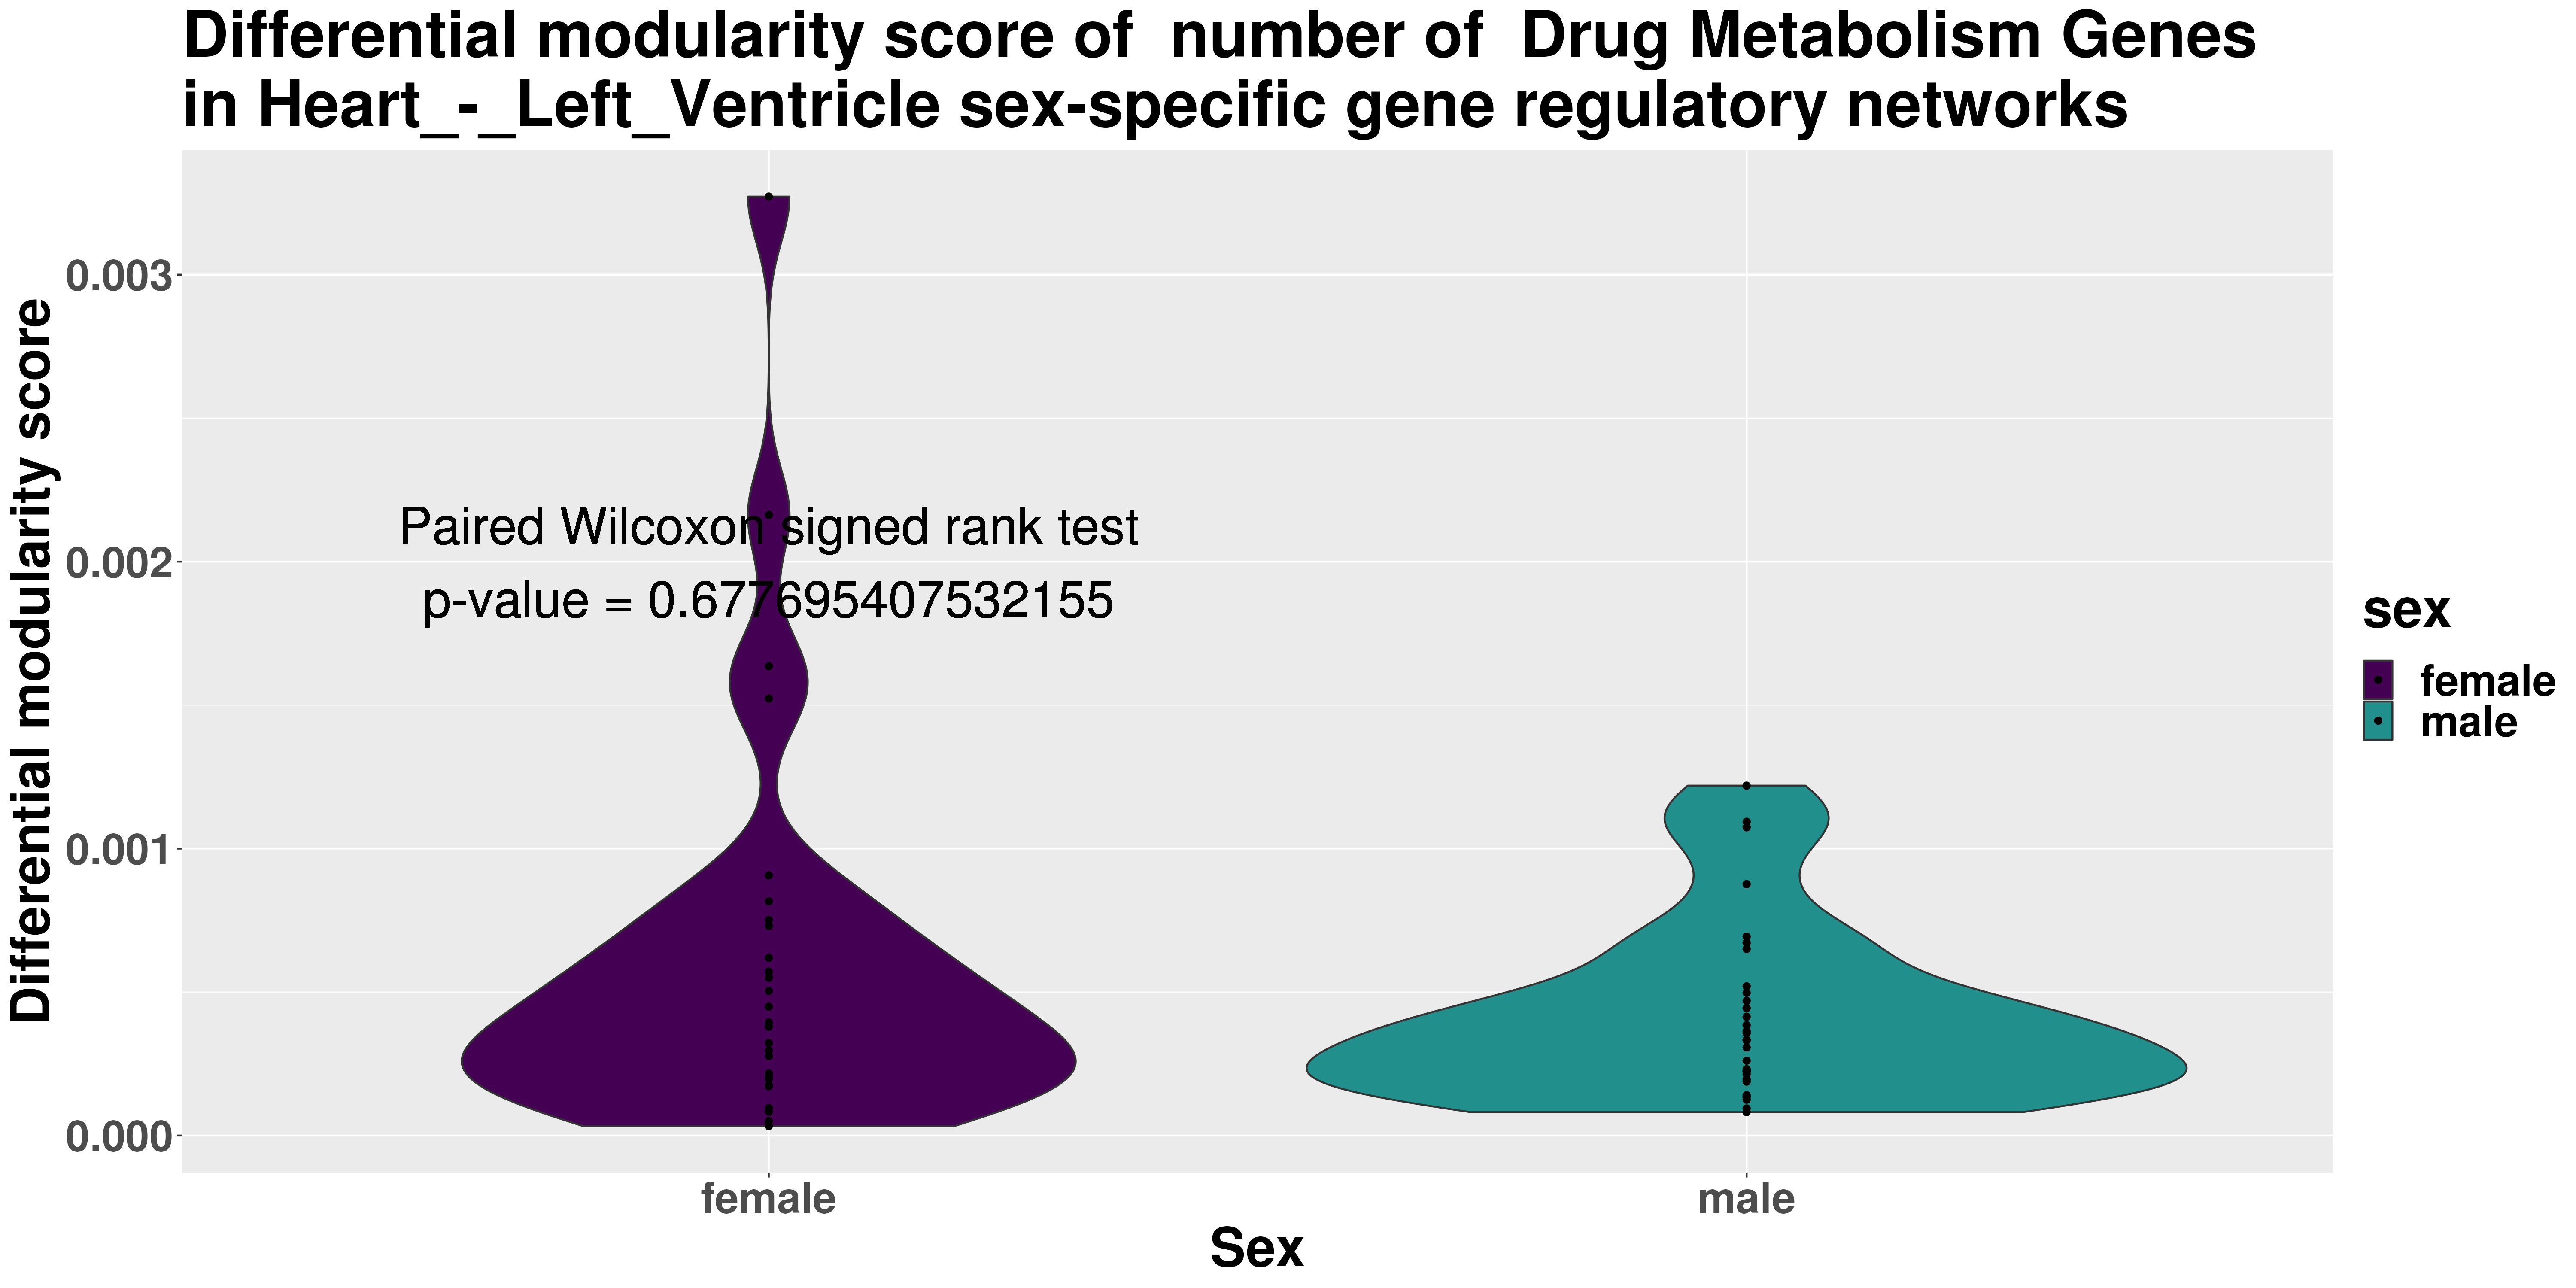 Differential modularity score of  number of  Drug Metabolism Genes
in Heart_-_Left_Ventricle sex-specific gene regulatory networks
Differential modularity score
0.003
0.002
0.001
0.000
Paired Wilcoxon signed rank test
p-value = 0.677695407532155
female
male
Sex
sex
female
male